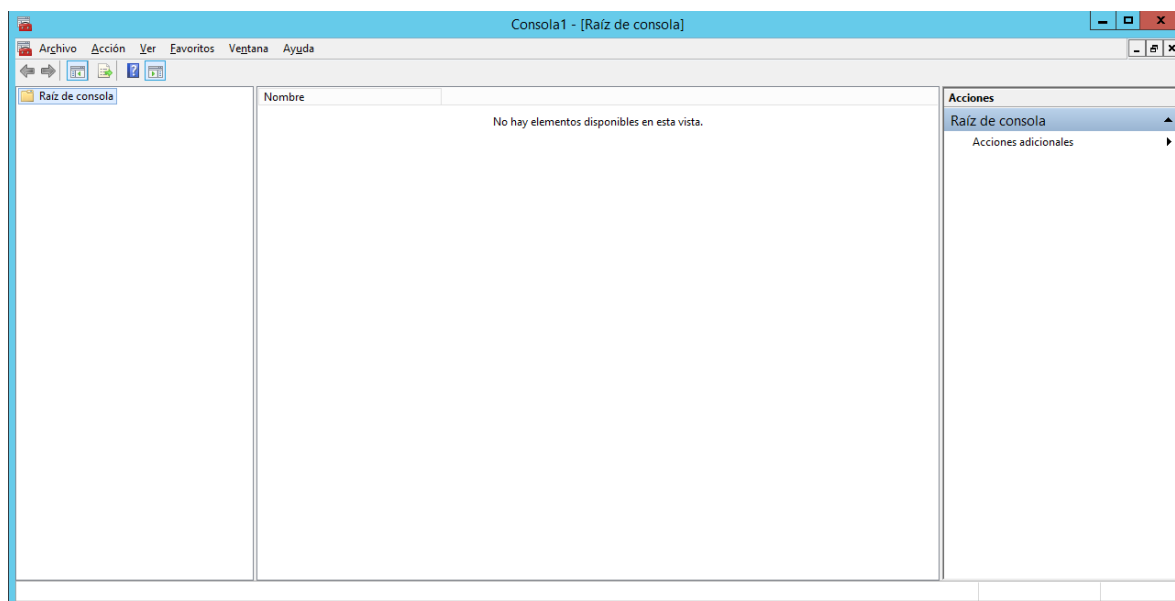 Consola1 - [Raíz de consola]
Archivo Acción Ver Favoritos Ventana Ayuda
Raíz de consola
Nombre
No hay elementos disponibles en esta vista.
Acciones
Raíz de consola
Acciones adicionales